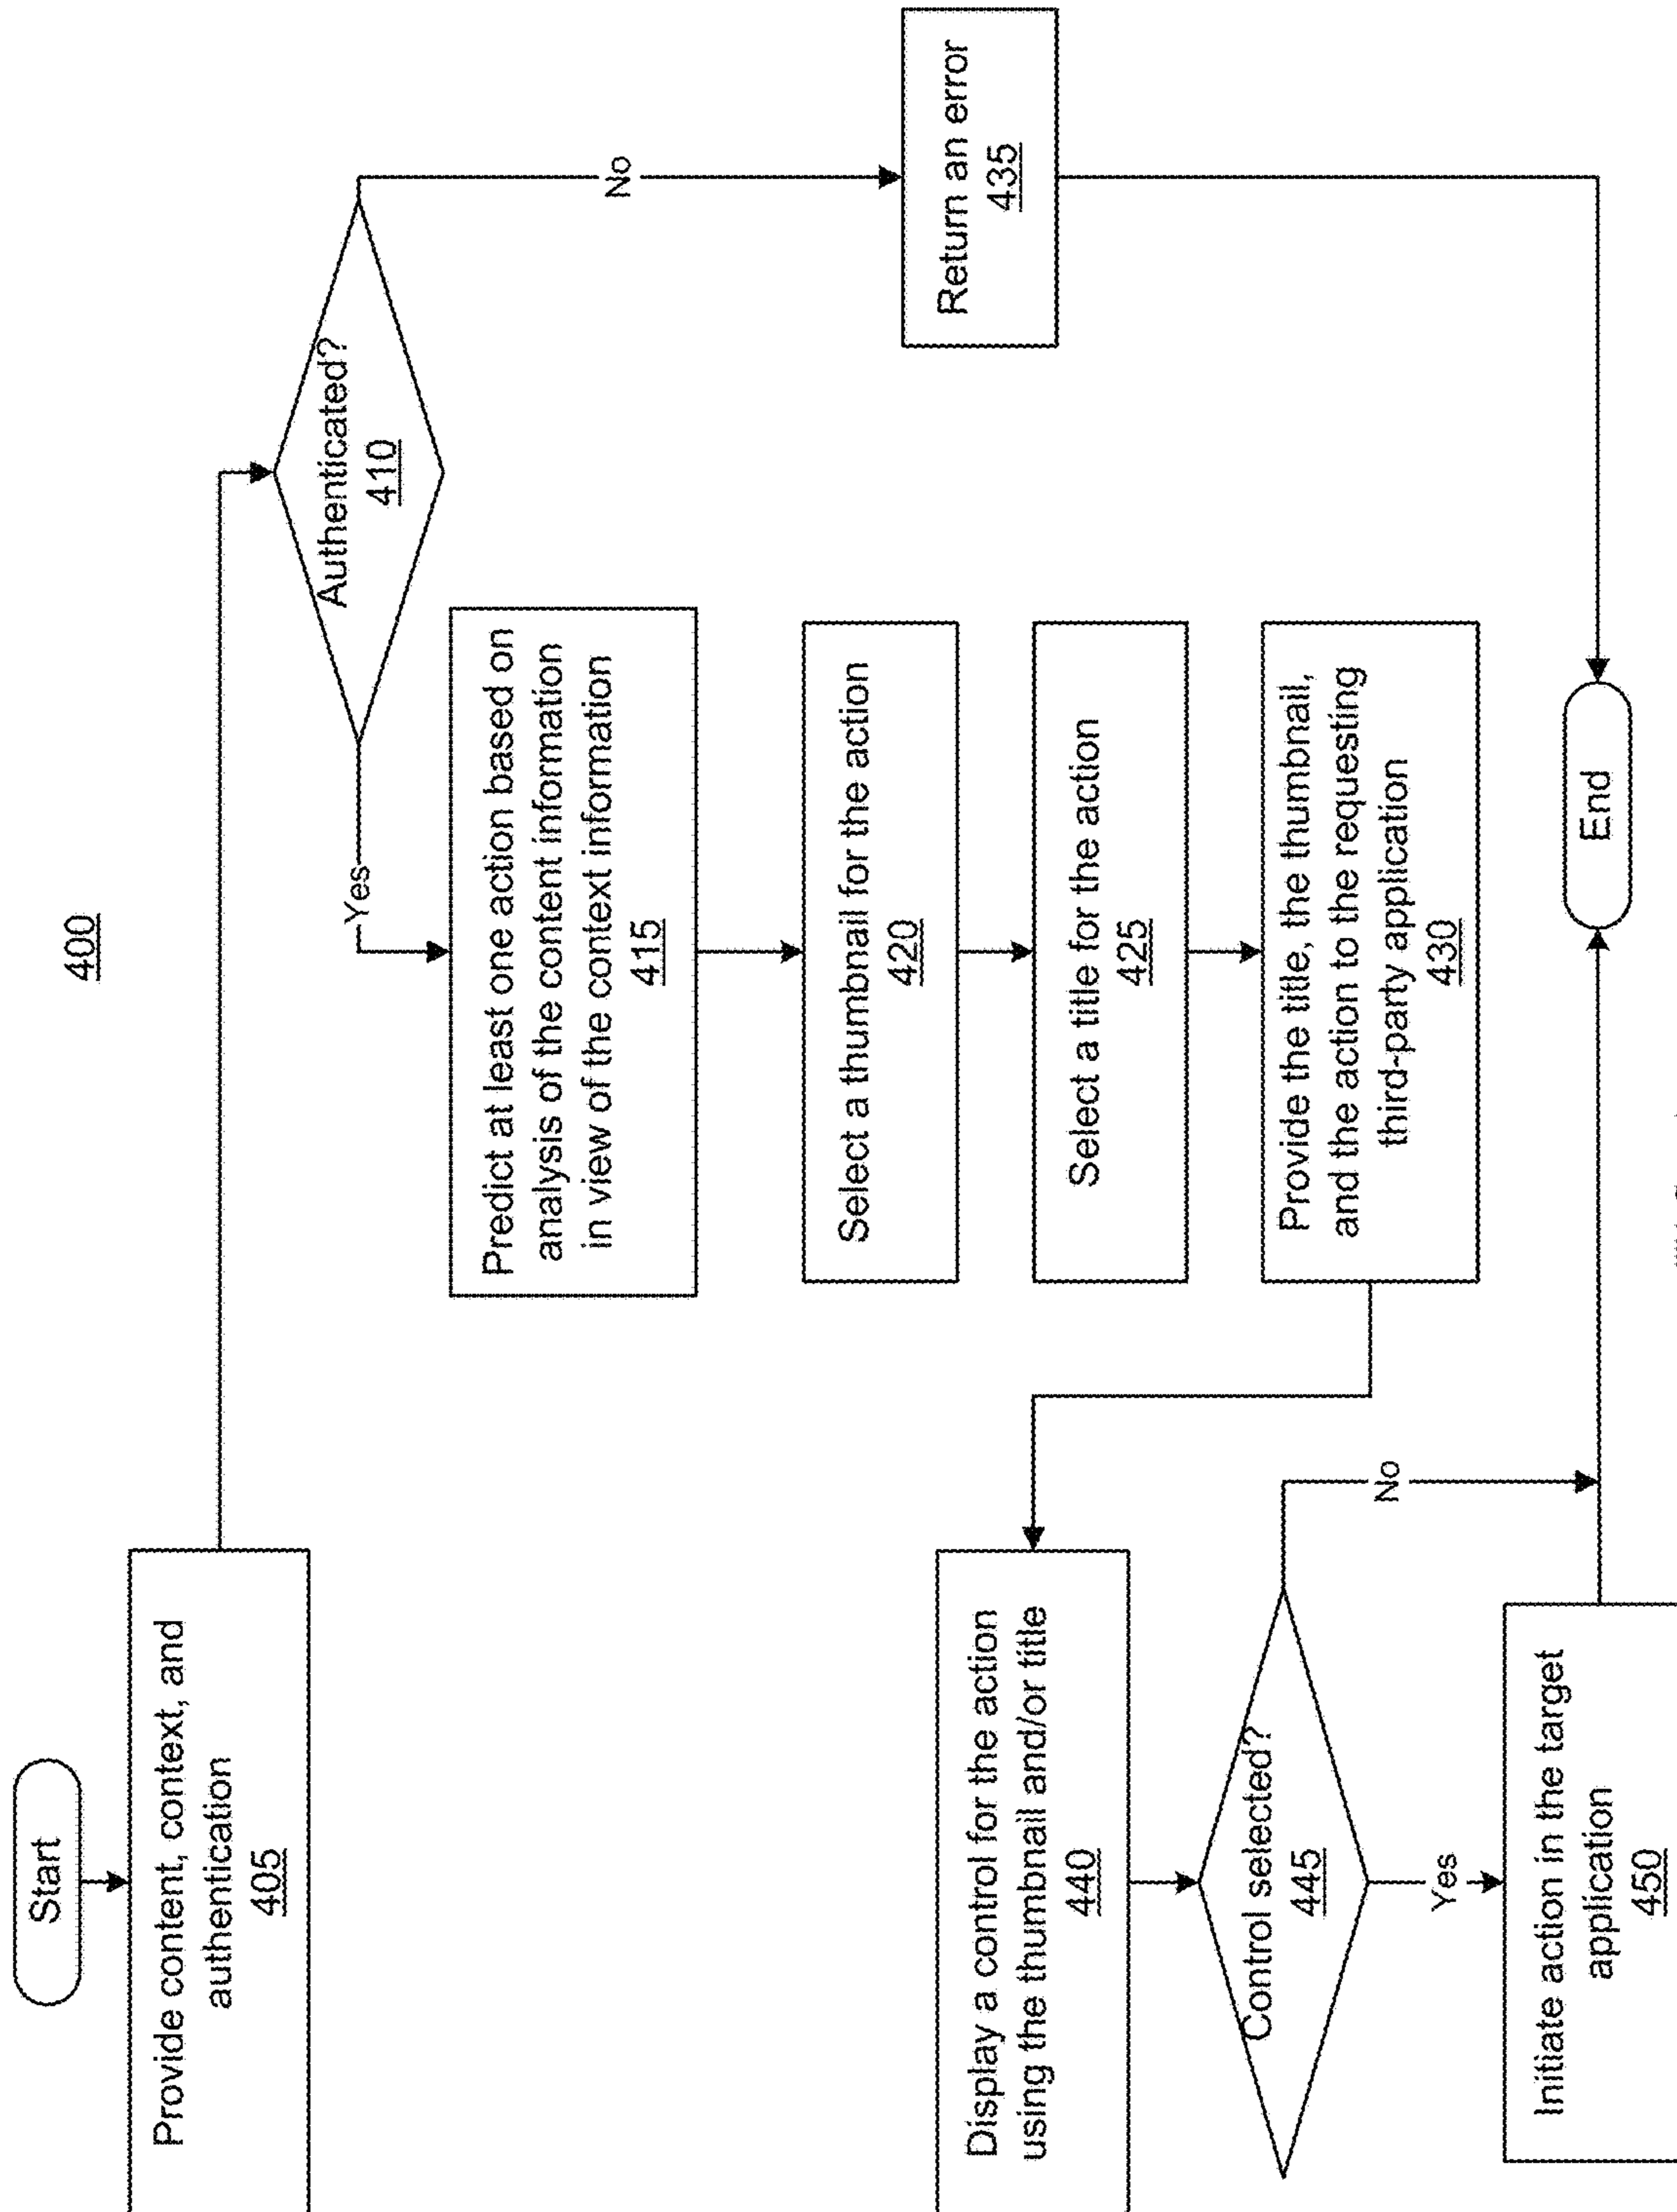 400
Start
Provide content, context, and
authentication
405
Authenticated?
410
Yes
No
Predict at least one action based on
analysis of the content information
in view of the context information
415
Select a thumbnail for the action
420
Select a title for the action
425
Provide the title, the thumbnail,
and the action to the requesting
third-party application
430
Return an error
435
Display a control for the action
using the thumbnail and/or title
440
Control selected?
445
No
Yes
Initiate action in the target
application
450
End